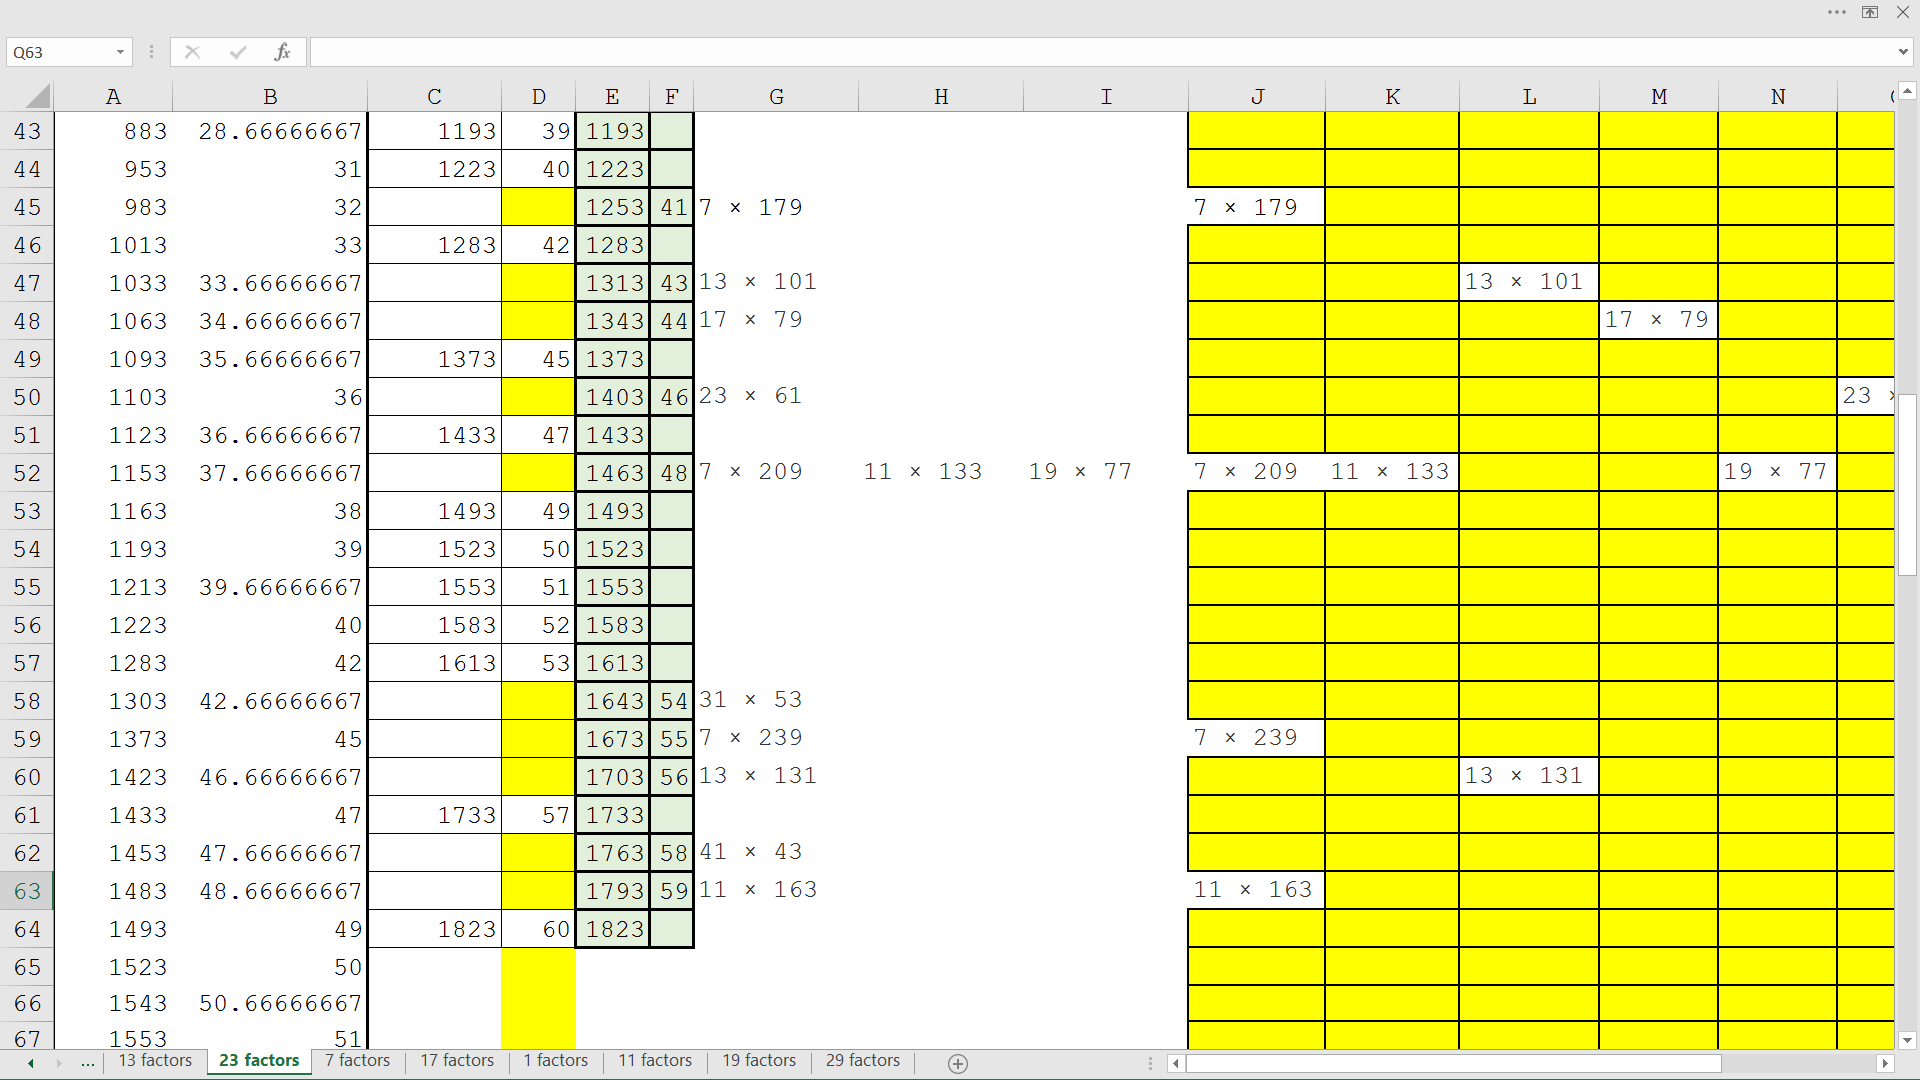 Q63 fx
A B C D E F G H I J K L M N
43 883 28.66666667 1193 39 1193
44 953 31 1223 40 1223
45 983 32 1253 41 7 × 179 7 × 179
46 1013 33 1283 42 1283
47 1033 33.66666667 1313 43 13 × 101 13 × 101
48 1063 34.66666667 1343 44 17 × 79 17 × 79
49 1093 35.66666667 1373 45 1373
50 1103 36 1403 46 23 × 61 23
51 1123 36.66666667 1433 47 1433
52 1153 37.66666667 1463 48 7 × 209 11 × 133 19 × 77 7 × 209 11 × 133 19 × 77
53 1163 38 1493 49 1493
54 1193 39 1523 50 1523
55 1213 39.66666667 1553 51 1553
56 1223 40 1583 52 1583
57 1283 42 1613 53 1613
58 1303 42.66666667 1643 54 31 × 53
59 1373 45 1673 55 7 × 239 7 × 239
60 1423 46.66666667 1703 56 13 × 131 13 × 131
61 1433 47 1733 57 1733
62 1453 47.66666667 1763 58 41 × 43
63 1483 48.66666667 1793 59 11 × 163 11 × 163
64 1493 49 1823 60 1823
65 1523 50
66 1543 50.66666667
67 1553 51
... 13 factors 23 factors 7 factors 17 factors 1 factors 11 factors 19 factors 29 factors